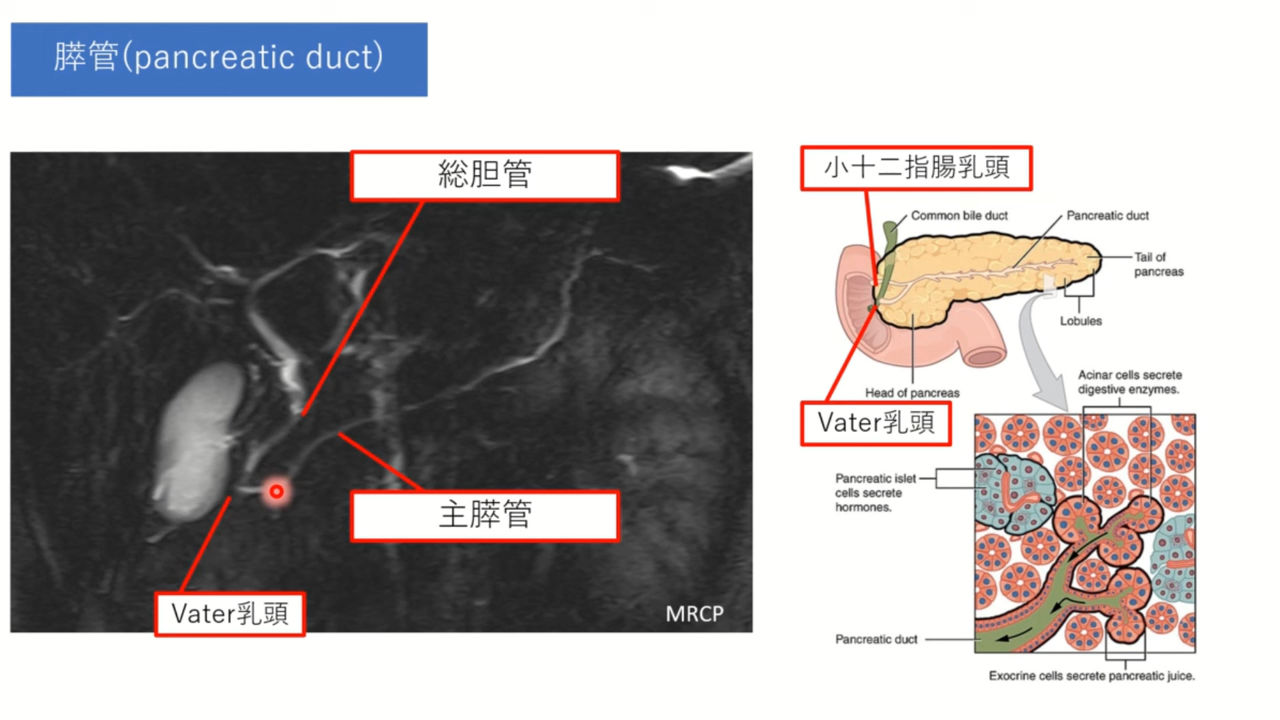 膵管(pancreatic duct)
総胆管
主膵管
Vater乳頭
MRCP
小十二指腸乳頭
Common bile duct
Pancreatic duct
Tail of
pancreas
Lobules
Head of pancreas
Vater乳頭
Acinar cells secrete
digestive enzymes.
Pancreatic islet
cells secrete
hormones.
Pancreatic duct
Exocrine cells secrete pancreatic juice.